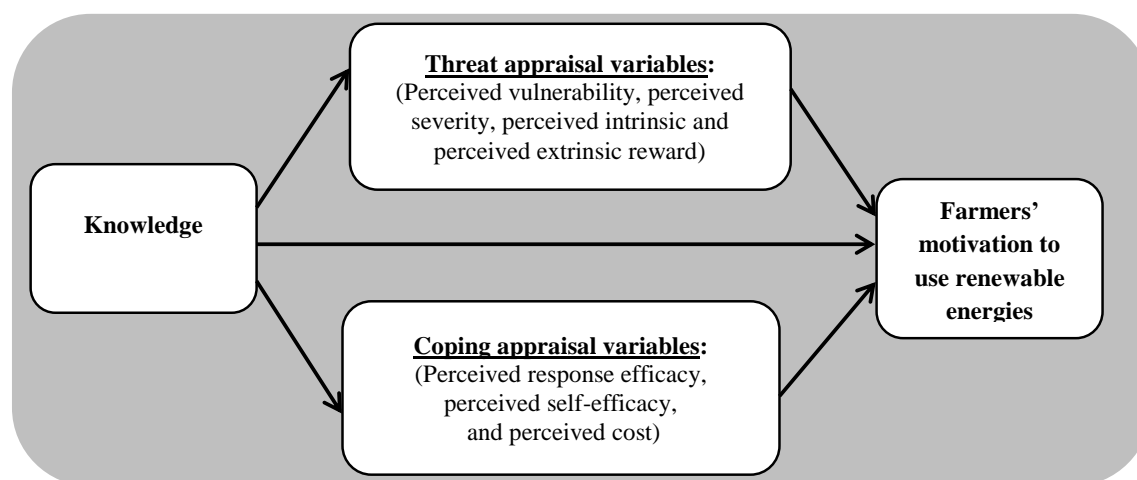 Threat appraisal variables:
(Perceived vulnerability, perceived
severity, perceived intrinsic and
perceived extrinsic reward)
Knowledge
Farmers’
motivation to
use renewable
energies
Coping appraisal variables:
(Perceived response efficacy,
perceived self-efficacy,
and perceived cost)